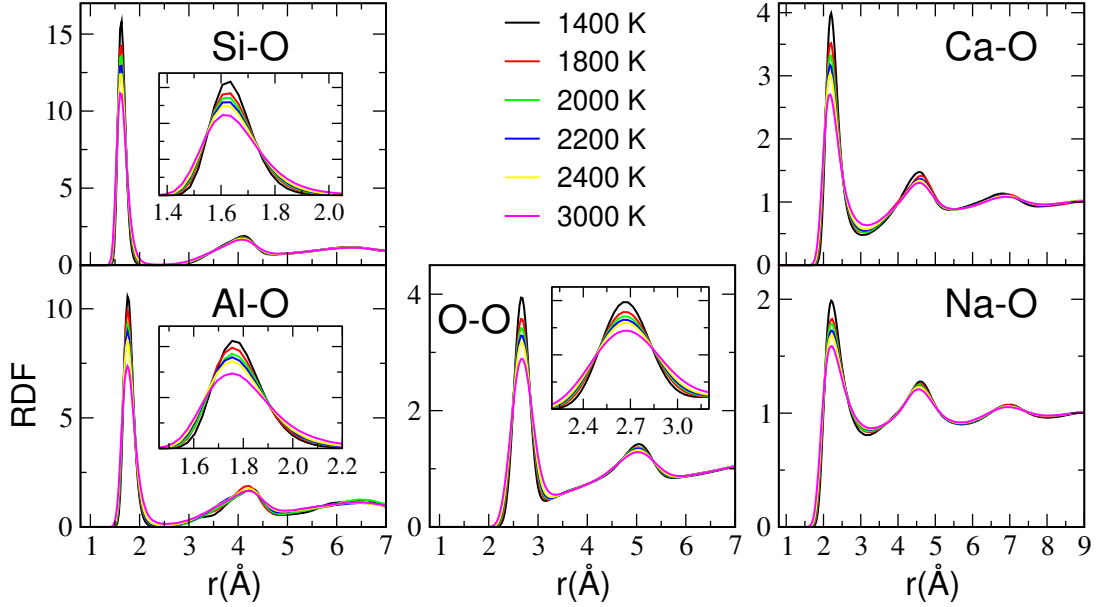 Si-O
15
10
5
0
1.4 1.6 1.8 2.0
1400 K
1800 K
2000 K
2200 K
2400 K
3000 K
Ca-O
4
3
2
1
0
Al-O
10
5
0
1.6 1.8 2.0 2.2
RDF
1 2 3 4 5 6 7
r(Å)
O-O
4
2
0
2.4 2.7 3.0
1 2 3 4 5 6 7
r(Å)
Na-O
2
1
0
1 2 3 4 5 6 7 8 9
r(Å)